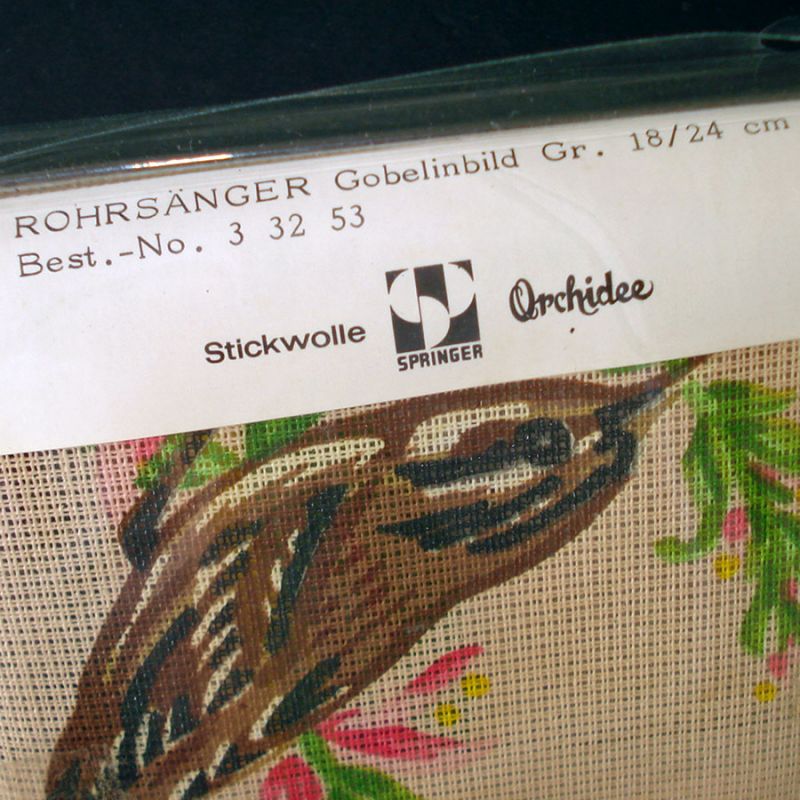 ROHRSÄNGER Gobelinbild Gr. 18/24 cm
Best.-No. 3 32 53
Stickwolle SPRINGER Orchidee